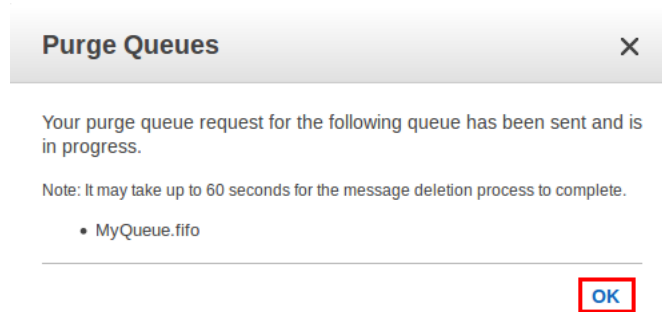 Purge Queues
Your purge queue request for the following queue has been sent and is
in progress.
Note: It may take up to 60 seconds for the message deletion process to complete.
• MyQueue.fifo
OK